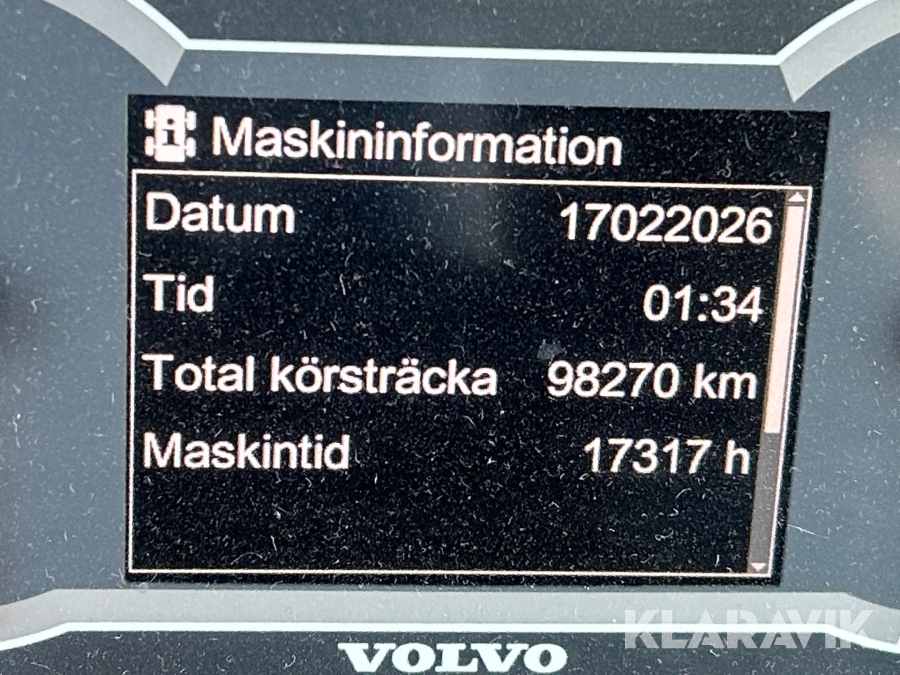 Maskininformation
Datum 17022026
Tid 01:34
Total körsträcka 98270 km
Maskintid 17317 h
KLARAVIK
VOLVO